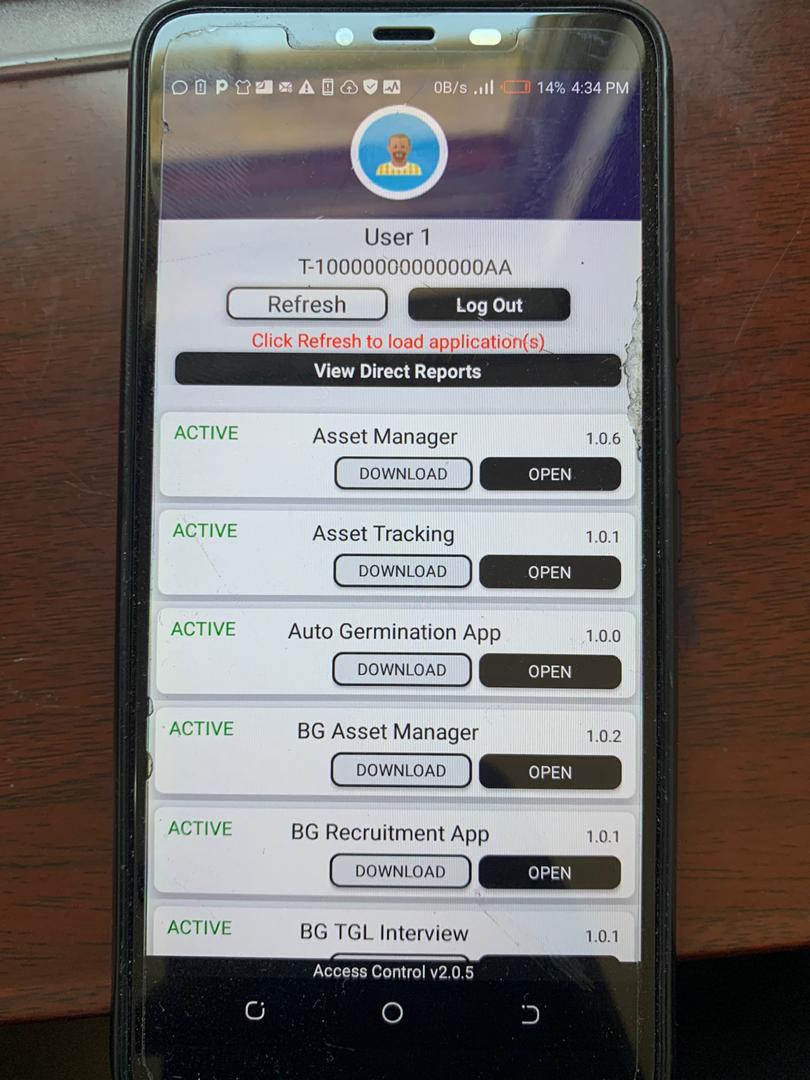 0B/s 14% 4:34 PM
User 1
T-10000000000000AA
Refresh Log Out
Click Refresh to load application(s)
View Direct Reports
ACTIVE Asset Manager 1.0.6
DOWNLOAD OPEN
ACTIVE Asset Tracking 1.0.1
DOWNLOAD OPEN
ACTIVE Auto Germination App 1.0.0
DOWNLOAD OPEN
ACTIVE BG Asset Manager 1.0.2
DOWNLOAD OPEN
ACTIVE BG Recruitment App 1.0.1
DOWNLOAD OPEN
ACTIVE BG TGL Interview 1.0.1
Access Control v2.0.5